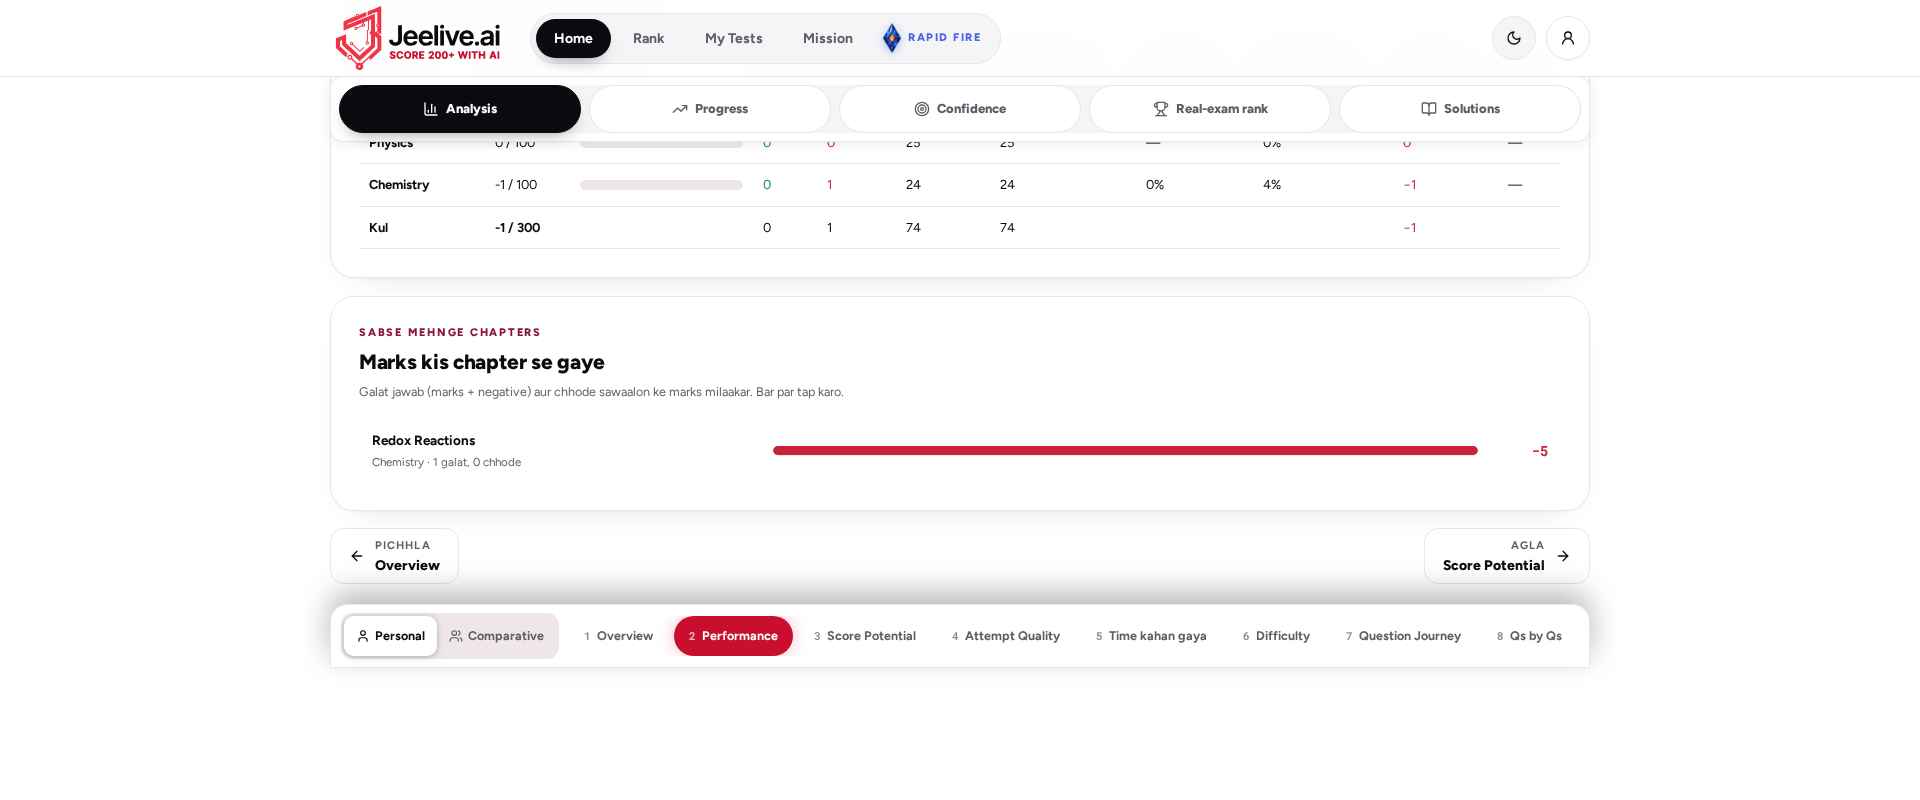 Jeelive.ai
SCORE 200+ WITH AI
Home Rank My Tests Mission RAPID FIRE
Analysis Progress Confidence Real-exam rank Solutions
Physics 0 / 100 0 0 25 25 — 0% 0 —
Chemistry -1 / 100 0 1 24 24 0% 4% −1 —
Kul -1 / 300 0 1 74 74 −1
SABSE MEHNGE CHAPTERS
Marks kis chapter se gaye
Galat jawab (marks + negative) aur chhode sawaalon ke marks milaakar. Bar par tap karo.
Redox Reactions
Chemistry · 1 galat, 0 chhode
−5
PICHHLA
Overview
AGLA
Score Potential
Personal Comparative 1 Overview 2 Performance 3 Score Potential 4 Attempt Quality 5 Time kahan gaya 6 Difficulty 7 Question Journey 8 Qs by Qs